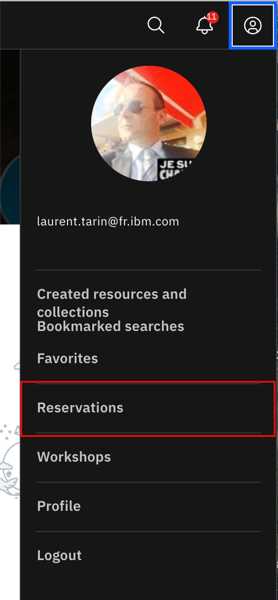 11
JE SU
CHA
laurent.tarin@fr.ibm.com
Created resources and
collections
Bookmarked searches
Favorites
Reservations
Workshops
Profile
Logout